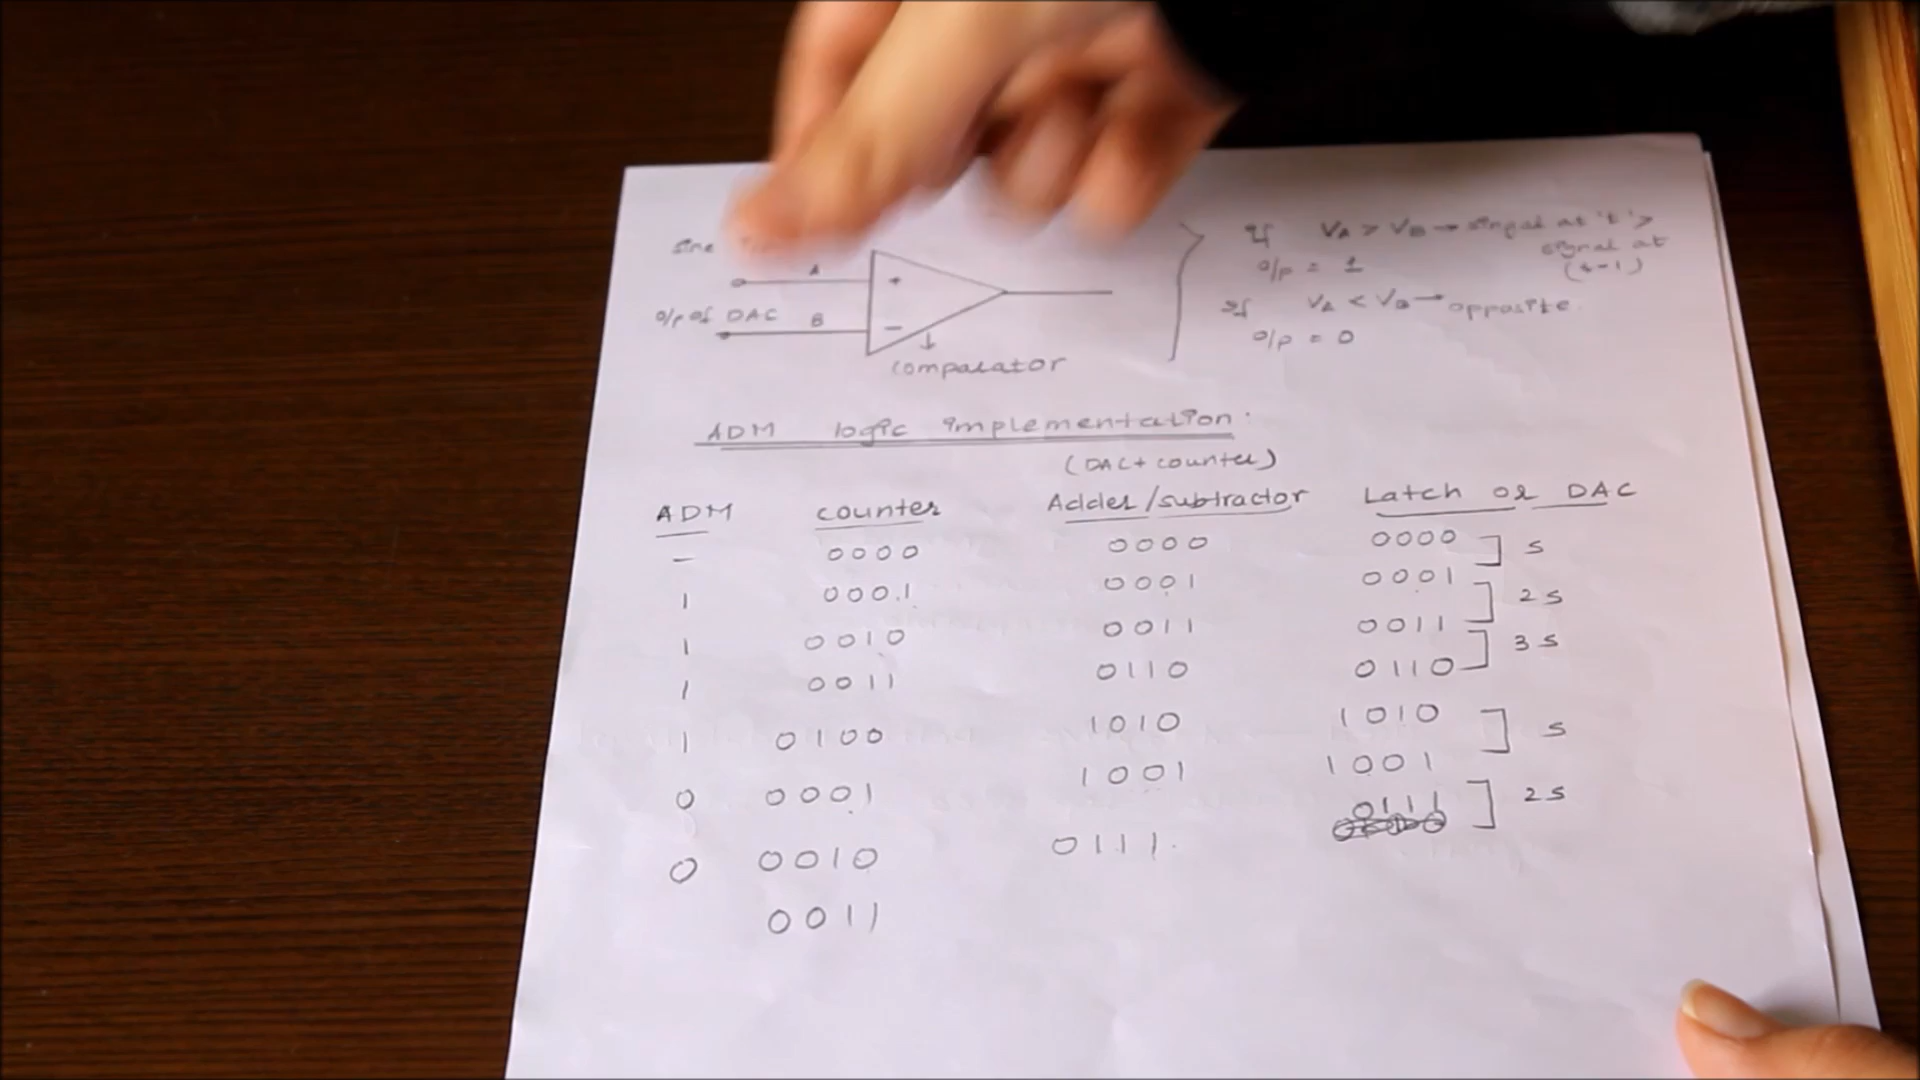 sine
A
+
o/p of DAC B
−
comparator
If VA > VB → singal at 't' >
signal at
(t-1)
o/p = 1
If VA < VB → opposite.
o/p = 0
ADM logic implementation:
(DAC + counter)
ADM counter Adder/subtractor Latch or DAC
– 0000 0000 0000 ] s
1 0001 0001 0001 ] 2s
1 0010 0011 0011 ] 3s
1 0011 0110 0110
1 0100 1010 1010 ] s
0 0001 1001 1001 ] 2s
0 0010 0111 0111
0011